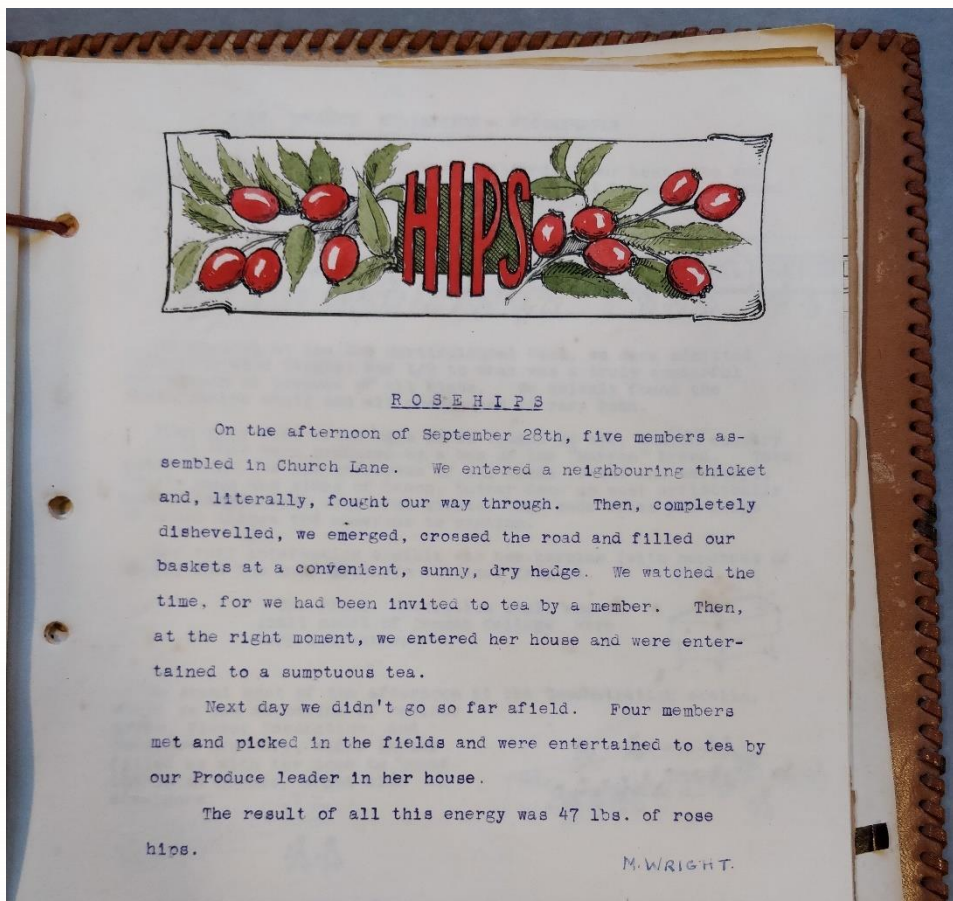 HIPS
ROSEHIPS
On the afternoon of September 28th, five members as-
sembled in Church Lane. We entered a neighbouring thicket
and, literally, fought our way through. Then, completely
dishevelled, we emerged, crossed the road and filled our
baskets at a convenient, sunny, dry hedge. We watched the
time, for we had been invited to tea by a member. Then,
at the right moment, we entered her house and were enter-
tained to a sumptuous tea.
Next day we didn't go so far afield. Four members
met and picked in the fields and were entertained to tea by
our Produce leader in her house.
The result of all this energy was 47 lbs. of rose
hips.
M. WRIGHT.